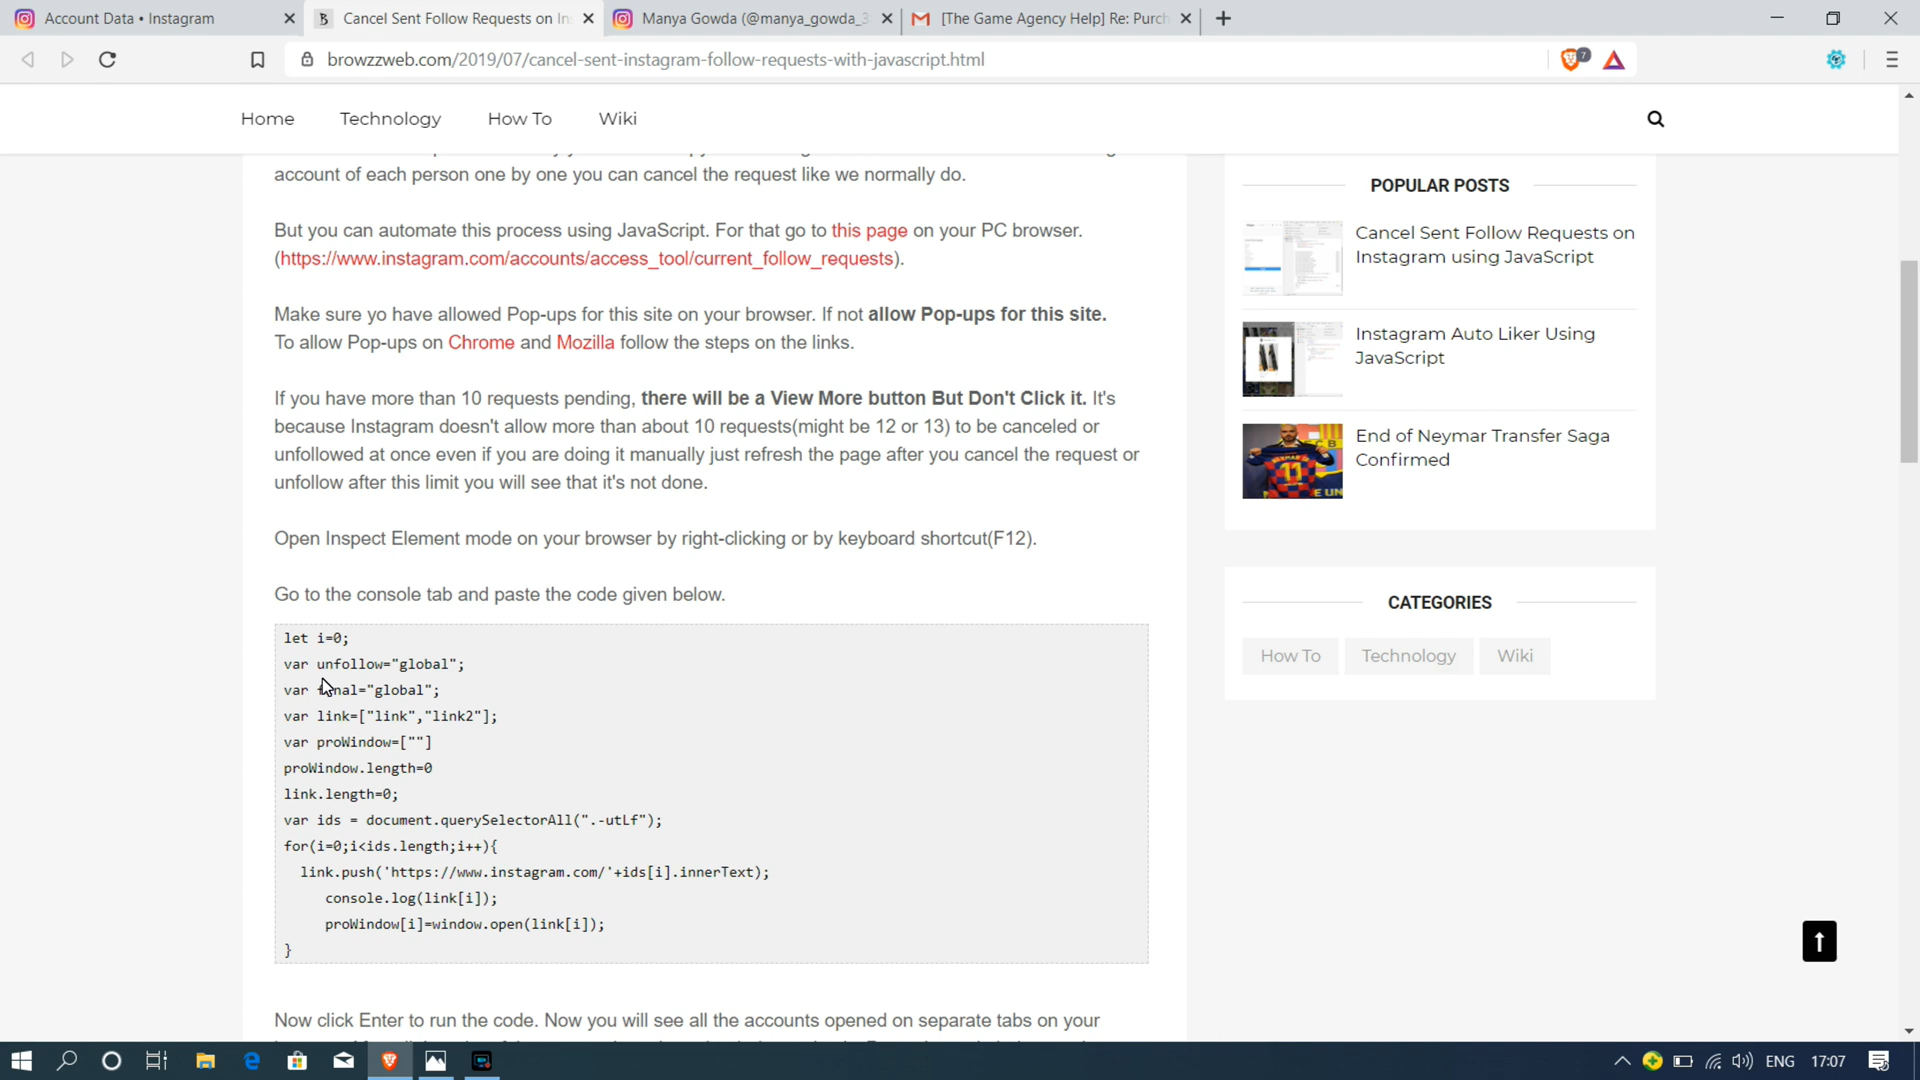 Account Data • Instagram
Cancel Sent Follow Requests on In
Manya Gowda (@manya_gowda_3
[The Game Agency Help] Re: Purch
browzzweb.com/2019/07/cancel-sent-instagram-follow-requests-with-javascript.html
7
Home
Technology
How To
Wiki
account of each person one by one you can cancel the request like we normally do.
But you can automate this process using JavaScript. For that go to this page on your PC browser.
(https://www.instagram.com/accounts/access_tool/current_follow_requests).
Make sure yo have allowed Pop-ups for this site on your browser. If not allow Pop-ups for this site.
To allow Pop-ups on Chrome and Mozilla follow the steps on the links.
If you have more than 10 requests pending, there will be a View More button But Don't Click it. It's
because Instagram doesn't allow more than about 10 requests(might be 12 or 13) to be canceled or
unfollowed at once even if you are doing it manually just refresh the page after you cancel the request or
unfollow after this limit you will see that it's not done.
Open Inspect Element mode on your browser by right-clicking or by keyboard shortcut(F12).
Go to the console tab and paste the code given below.
let i=0;
var unfollow="global";
var final="global";
var link=["link","link2"];
var proWindow=[""]
proWindow.length=0
link.length=0;
var ids = document.querySelectorAll(".-utLf");
for(i=0;i<ids.length;i++){
link.push('https://www.instagram.com/'+ids[i].innerText);
console.log(link[i]);
proWindow[i]=window.open(link[i]);
}
Now click Enter to run the code. Now you will see all the accounts opened on separate tabs on your
POPULAR POSTS
Cancel Sent Follow Requests on
Instagram using JavaScript
Instagram Auto Liker Using
JavaScript
End of Neymar Transfer Saga
Confirmed
CATEGORIES
How To
Technology
Wiki
ENG
17:07